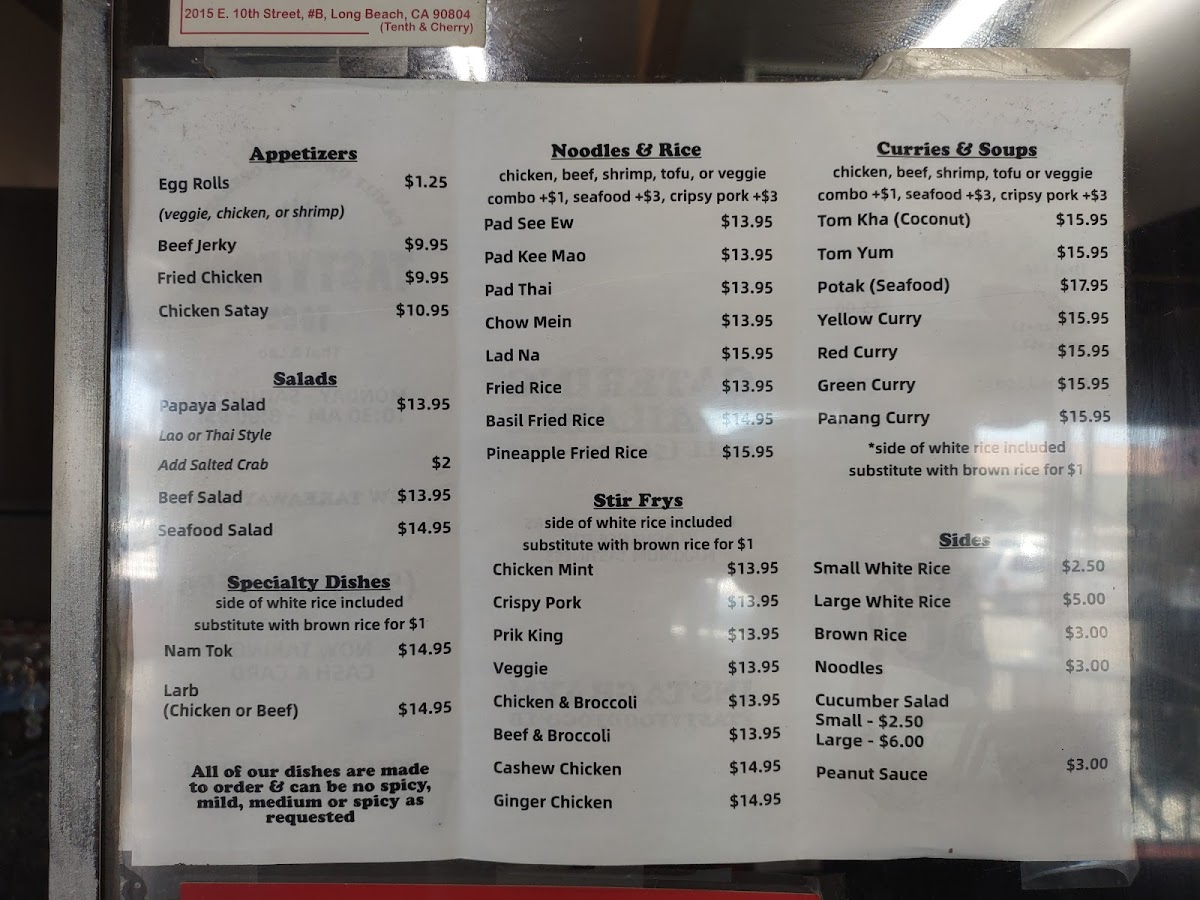 2015 E. 10th Street, #B, Long Beach, CA 90804
(Tenth & Cherry)
Appetizers
Egg Rolls $1.25
(veggie, chicken, or shrimp)
Beef Jerky $9.95
Fried Chicken $9.95
Chicken Satay $10.95
Salads
Papaya Salad $13.95
Lao or Thai Style
Add Salted Crab $2
Beef Salad $13.95
Seafood Salad $14.95
Specialty Dishes
side of white rice included
substitute with brown rice for $1
Nam Tok $14.95
Larb
(Chicken or Beef) $14.95
All of our dishes are made
to order & can be no spicy,
mild, medium or spicy as
requested
Noodles & Rice
chicken, beef, shrimp, tofu, or veggie
combo +$1, seafood +$3, cripsy pork +$3
Pad See Ew $13.95
Pad Kee Mao $13.95
Pad Thai $13.95
Chow Mein $13.95
Lad Na $15.95
Fried Rice $13.95
Basil Fried Rice $14.95
Pineapple Fried Rice $15.95
Stir Frys
side of white rice included
substitute with brown rice for $1
Chicken Mint $13.95
Crispy Pork $13.95
Prik King $13.95
Veggie $13.95
Chicken & Broccoli $13.95
Beef & Broccoli $13.95
Cashew Chicken $14.95
Ginger Chicken $14.95
Curries & Soups
chicken, beef, shrimp, tofu or veggie
combo +$1, seafood +$3, cripsy pork +$3
Tom Kha (Coconut) $15.95
Tom Yum $15.95
Potak (Seafood) $17.95
Yellow Curry $15.95
Red Curry $15.95
Green Curry $15.95
Panang Curry $15.95
*side of white rice included
substitute with brown rice for $1
Sides
Small White Rice $2.50
Large White Rice $5.00
Brown Rice $3.00
Noodles $3.00
Cucumber Salad
Small - $2.50
Large - $6.00
Peanut Sauce $3.00